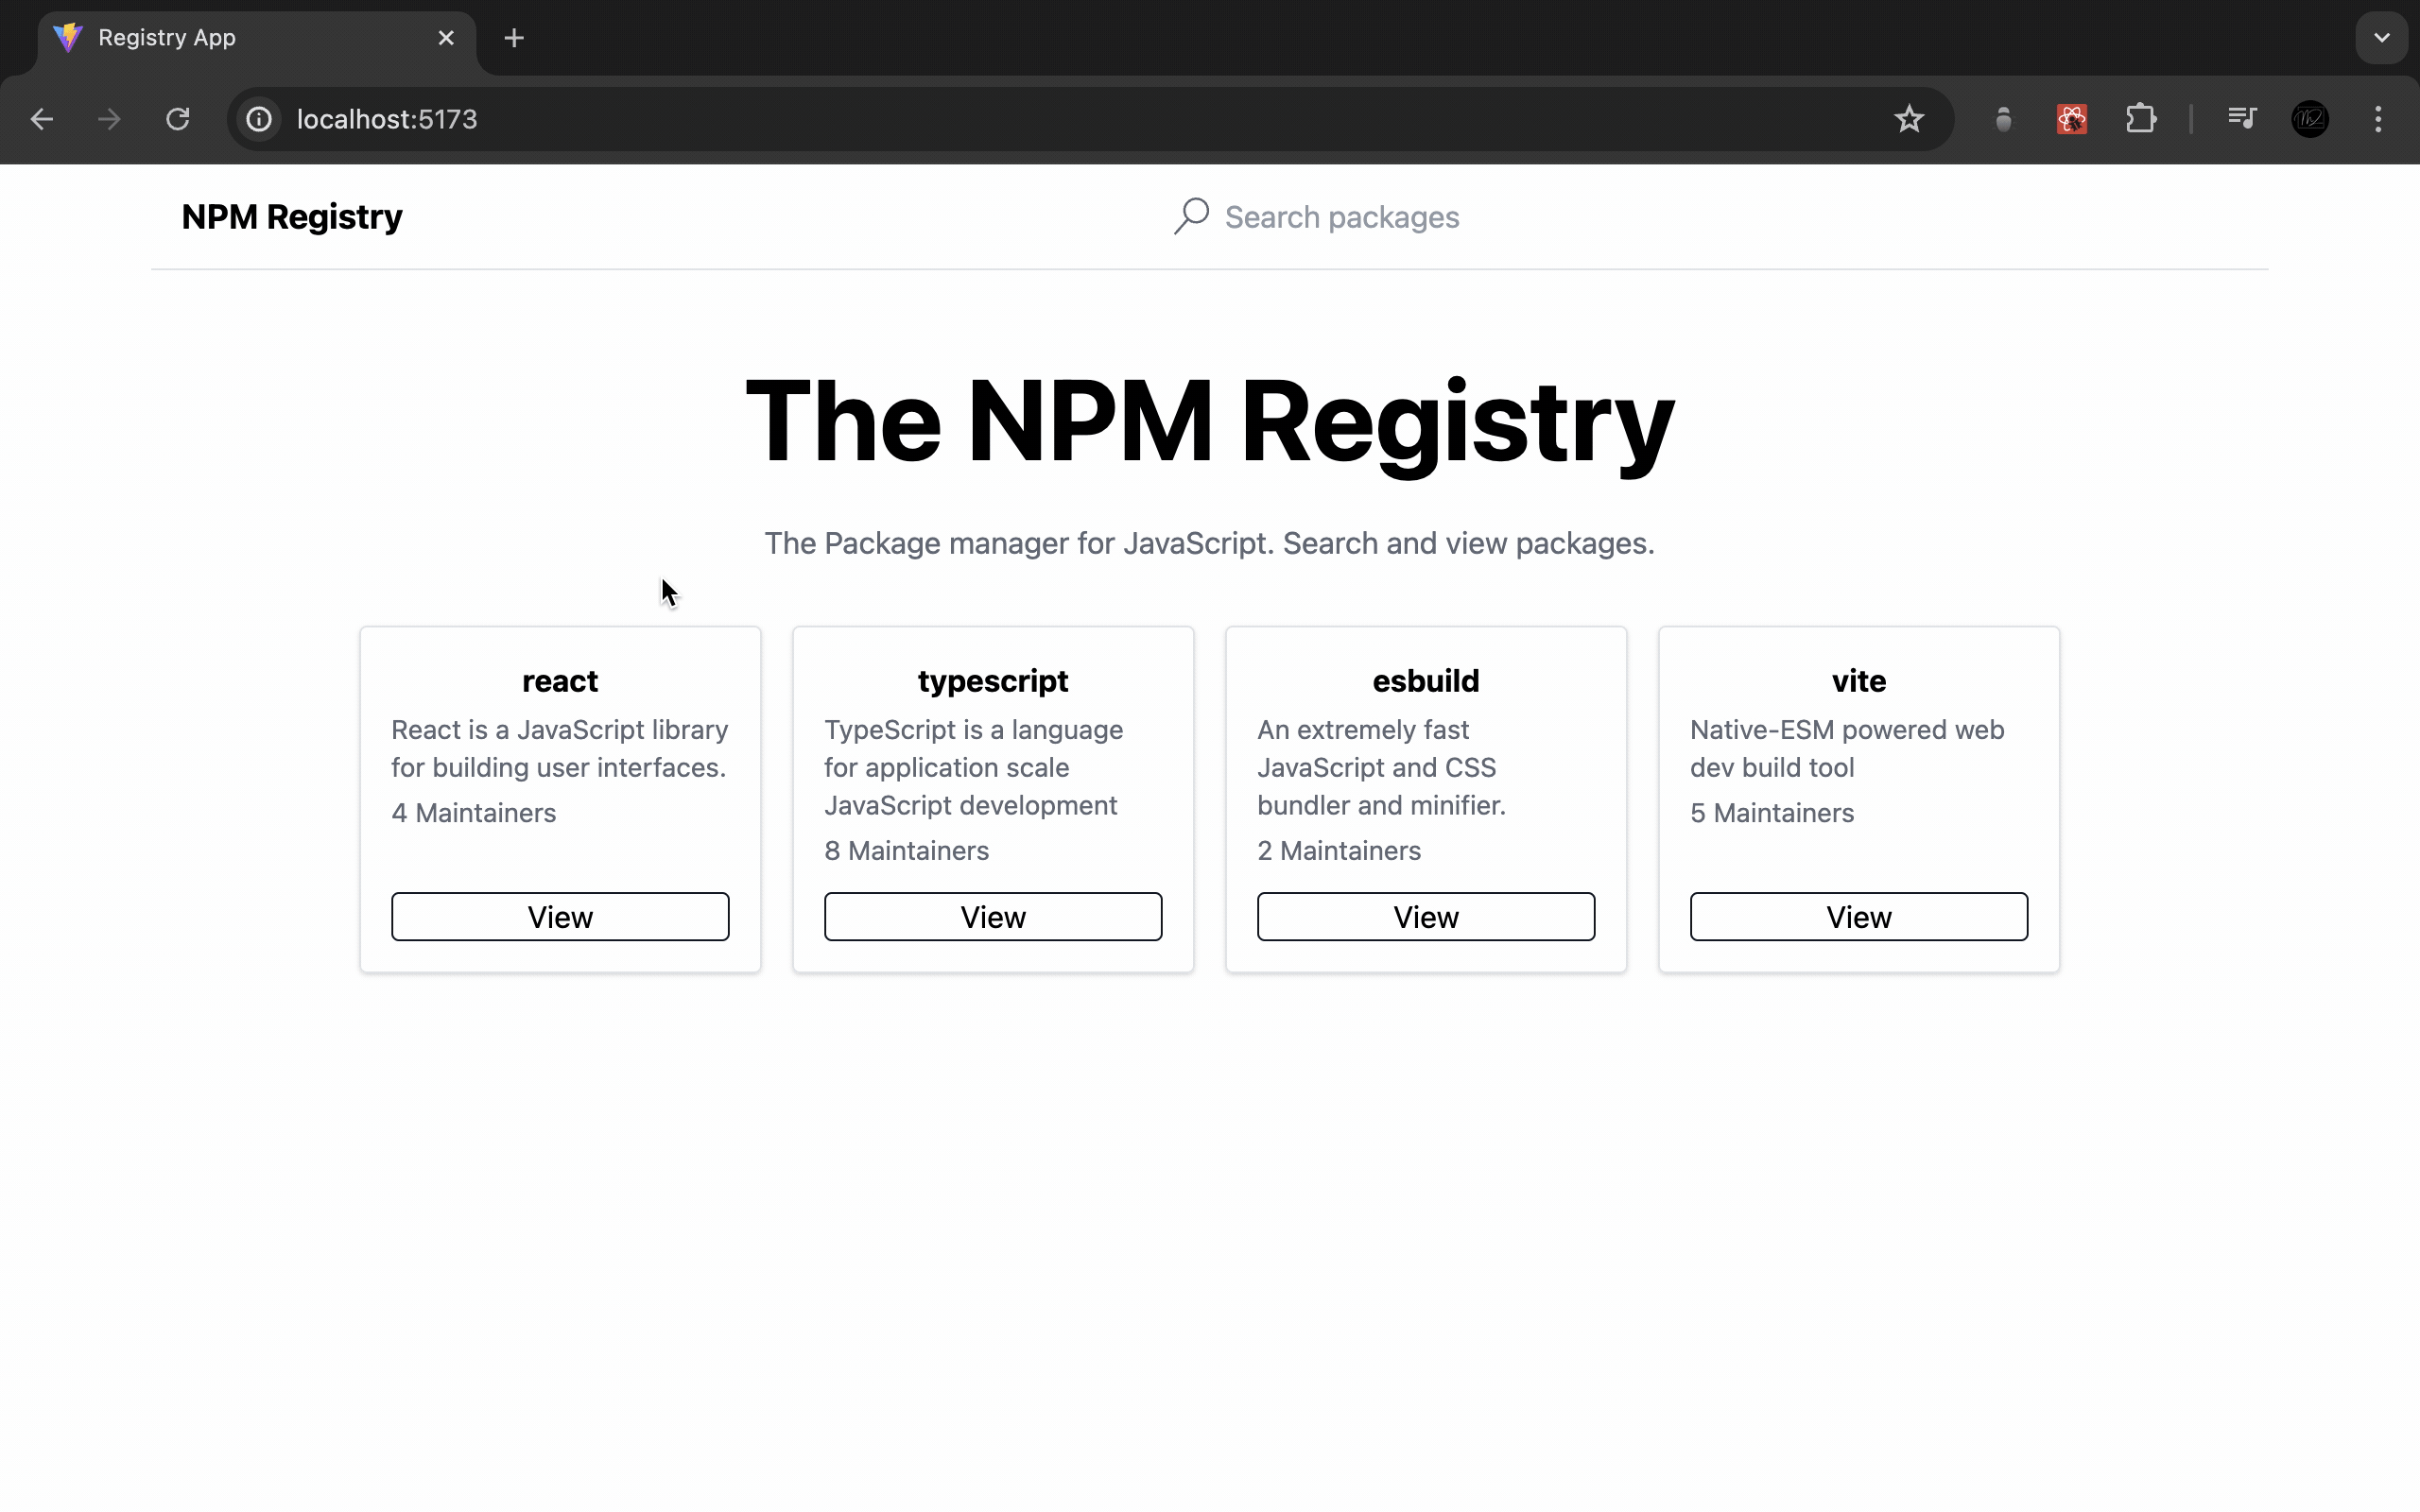 Registry App
localhost:5173
NPM Registry
Search packages
The NPM Registry
The Package manager for JavaScript. Search and view packages.
react
React is a JavaScript library
for building user interfaces.
4 Maintainers
View
typescript
TypeScript is a language
for application scale
JavaScript development
8 Maintainers
View
esbuild
An extremely fast
JavaScript and CSS
bundler and minifier.
2 Maintainers
View
vite
Native-ESM powered web
dev build tool
5 Maintainers
View